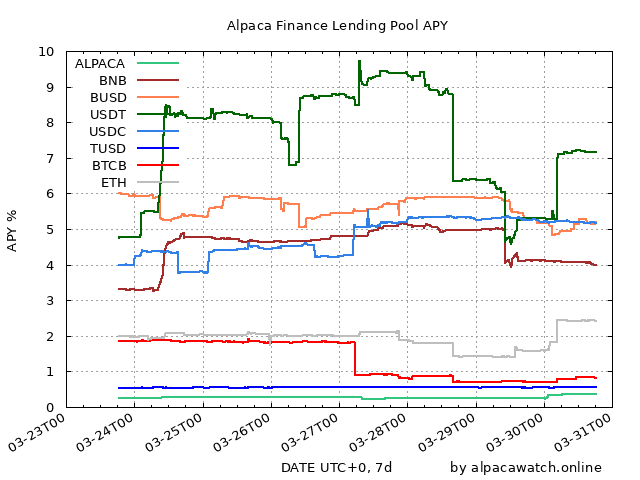 Alpaca Finance Lending Pool APY
10
9
8
7
6
5
4
3
2
1
0
APY %
ALPACA
BNB
BUSD
USDT
USDC
TUSD
BTCB
ETH
03-23T00
03-24T00
03-25T00
03-26T00
03-27T00
03-28T00
03-29T00
03-30T00
03-31T00
DATE UTC+0, 7d
by alpacawatch.online